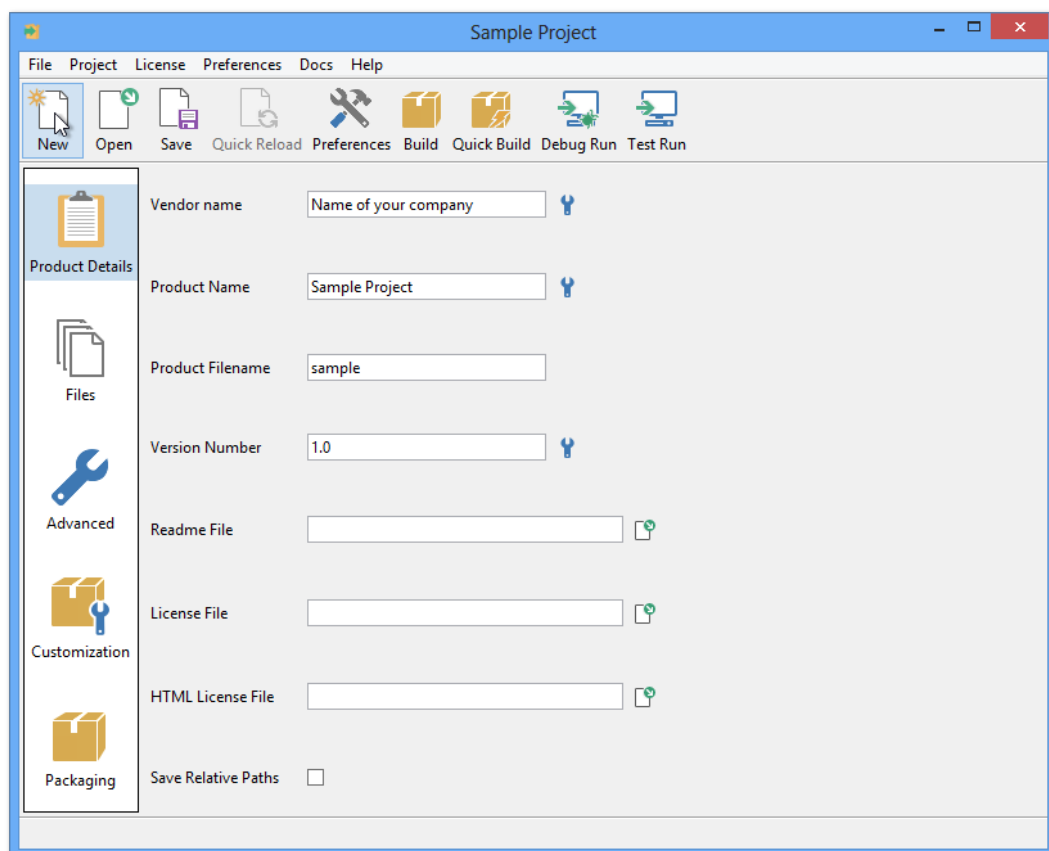 Sample Project
File Project License Preferences Docs Help
New Open Save Quick Reload Preferences Build Quick Build Debug Run Test Run
Product Details
Files
Advanced
Customization
Packaging
Vendor name Name of your company
Product Name Sample Project
Product Filename sample
Version Number 1.0
Readme File
License File
HTML License File
Save Relative Paths